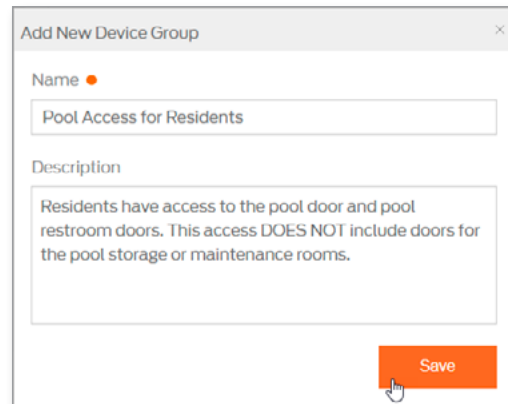 Add New Device Group
Name
Pool Access for Residents
Description
Residents have access to the pool door and pool
restroom doors. This access DOES NOT include doors for
the pool storage or maintenance rooms.
Save